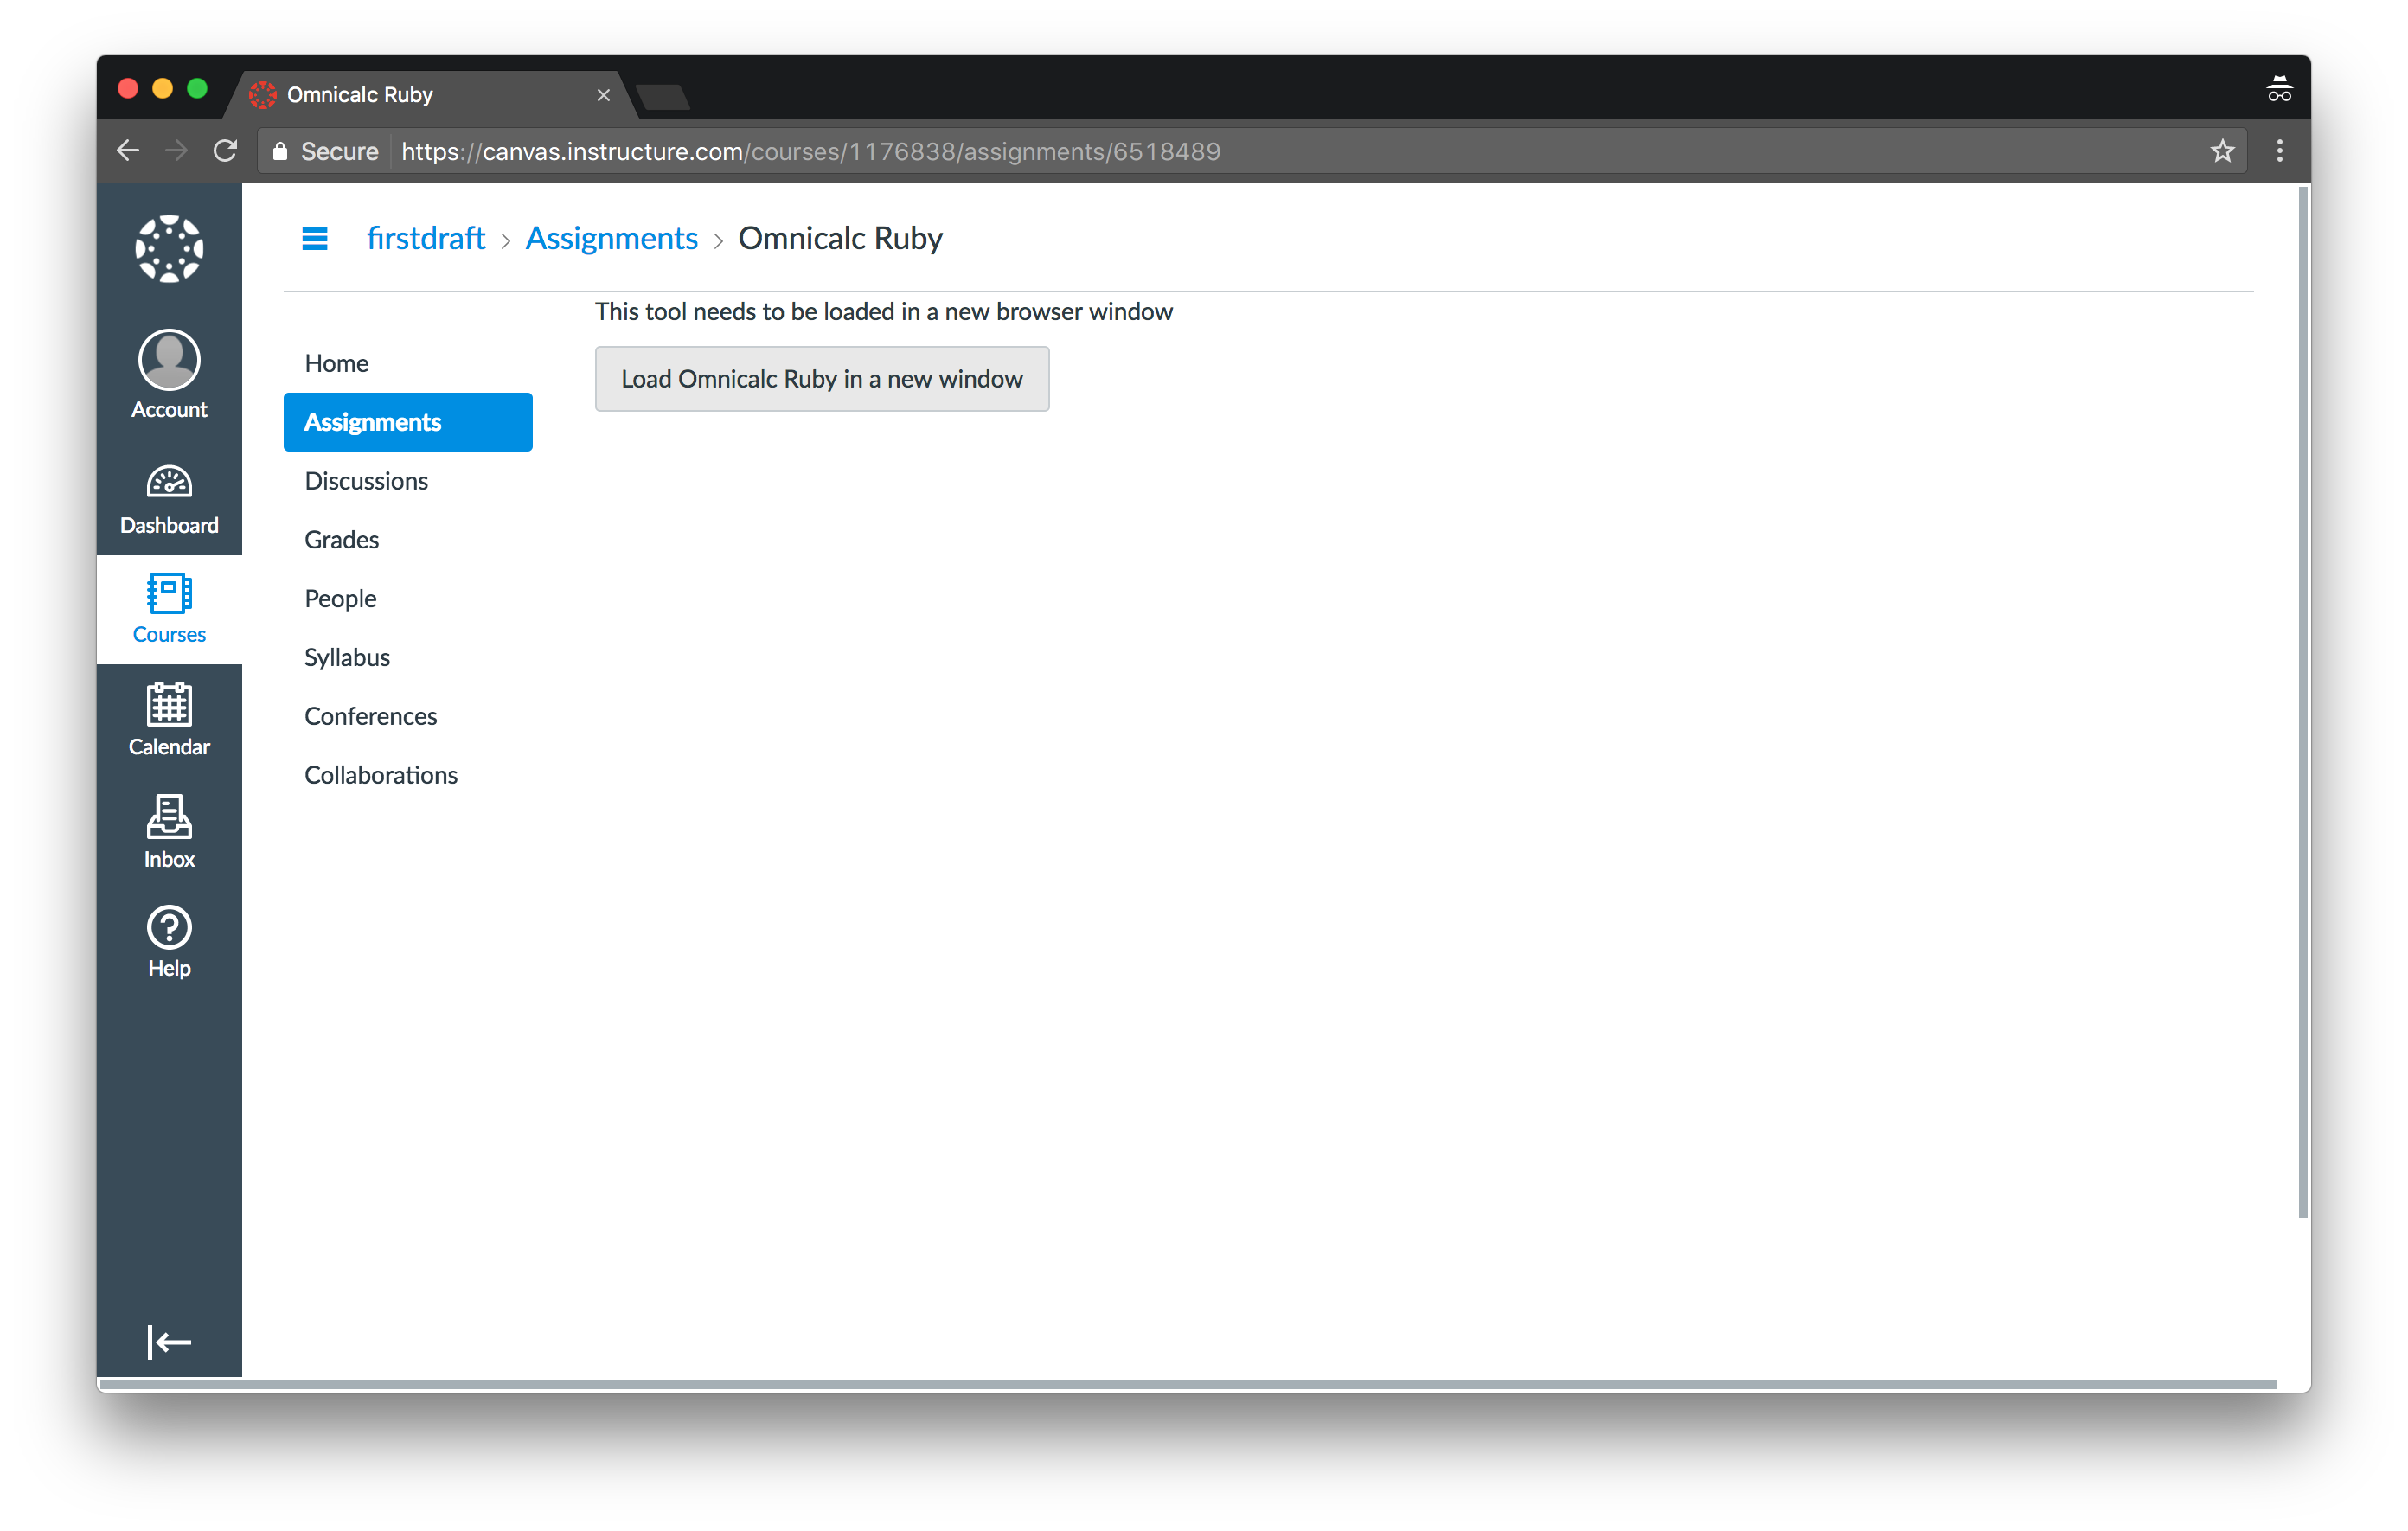 Omnicalc Ruby
Secure https://canvas.instructure.com/courses/1176838/assignments/6518489
firstdraft > Assignments > Omnicalc Ruby
This tool needs to be loaded in a new browser window
Load Omnicalc Ruby in a new window
Home
Assignments
Discussions
Grades
People
Syllabus
Conferences
Collaborations
Account
Dashboard
Courses
Calendar
Inbox
Help